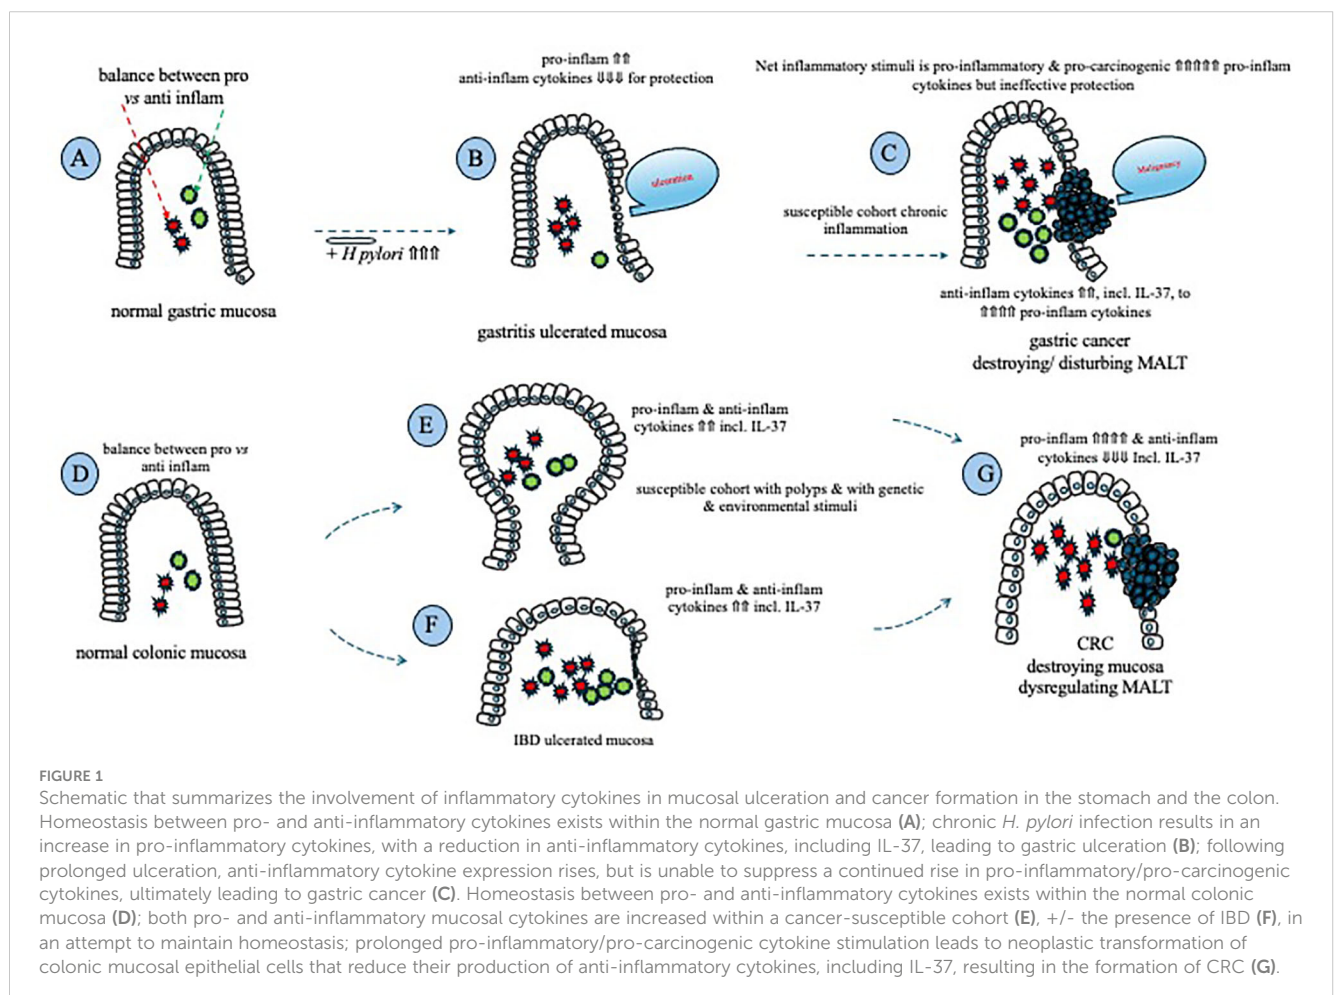 balance between pro
vs anti inflam
A
normal gastric mucosa
+ H pylori ⇑⇑⇑
pro-inflam ⇑⇑
anti-inflam cytokines ⇓⇓⇓ for protection
B
ulceration
gastritis ulcerated mucosa
Net inflammatory stimuli is pro-inflammatory & pro-carcinogenic ⇑⇑⇑⇑⇑ pro-inflam
cytokines but ineffective protection
C
susceptible cohort chronic
inflammation
Malignancy
anti-inflam cytokines ⇑⇑, incl. IL-37, to
⇑⇑⇑⇑ pro-inflam cytokines
gastric cancer
destroying/ disturbing MALT
balance between pro vs
anti inflam
D
normal colonic mucosa
E
pro-inflam & anti-inflam
cytokines ⇑⇑ incl. IL-37
susceptible cohort with polyps & with genetic
& environmental stimuli
F
pro-inflam & anti-inflam
cytokines ⇑⇑ incl. IL-37
IBD ulcerated mucosa
G
pro-inflam ⇑⇑⇑⇑ & anti-inflam
cytokines ⇓⇓⇓ Incl. IL-37
CRC
destroying mucosa
dysregulating MALT
FIGURE 1
Schematic that summarizes the involvement of inflammatory cytokines in mucosal ulceration and cancer formation in the stomach and the colon.
Homeostasis between pro- and anti-inflammatory cytokines exists within the normal gastric mucosa (A); chronic H. pylori infection results in an
increase in pro-inflammatory cytokines, with a reduction in anti-inflammatory cytokines, including IL-37, leading to gastric ulceration (B); following
prolonged ulceration, anti-inflammatory cytokine expression rises, but is unable to suppress a continued rise in pro-inflammatory/pro-carcinogenic
cytokines, ultimately leading to gastric cancer (C). Homeostasis between pro- and anti-inflammatory cytokines exists within the normal colonic
mucosa (D); both pro- and anti-inflammatory mucosal cytokines are increased within a cancer-susceptible cohort (E), +/- the presence of IBD (F), in
an attempt to maintain homeostasis; prolonged pro-inflammatory/pro-carcinogenic cytokine stimulation leads to neoplastic transformation of
colonic mucosal epithelial cells that reduce their production of anti-inflammatory cytokines, including IL-37, resulting in the formation of CRC (G).